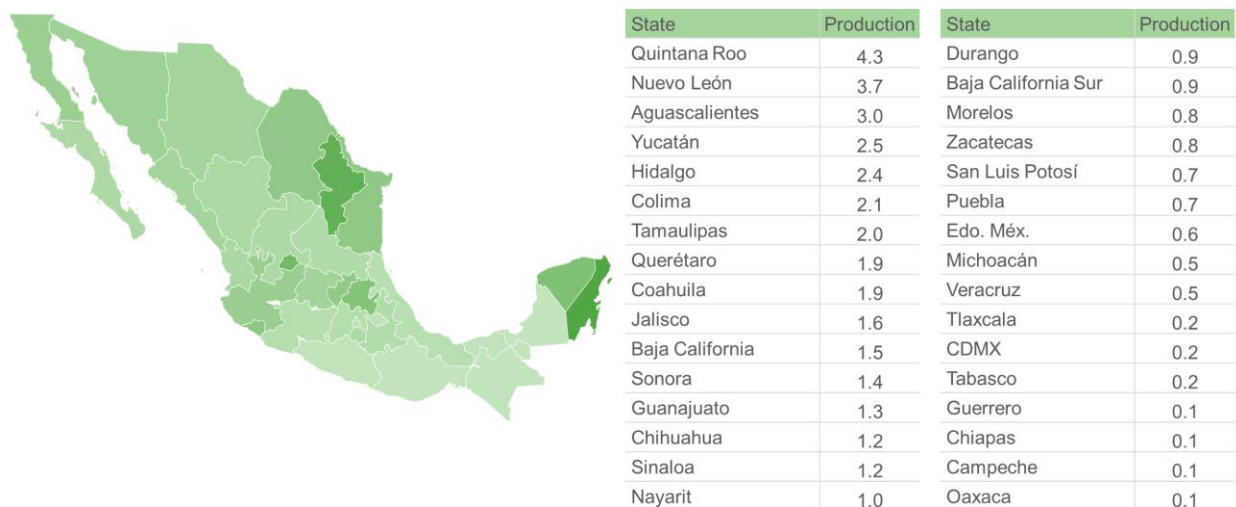 State Production
Quintana Roo 4.3
Nuevo León 3.7
Aguascalientes 3.0
Yucatán 2.5
Hidalgo 2.4
Colima 2.1
Tamaulipas 2.0
Querétaro 1.9
Coahuila 1.9
Jalisco 1.6
Baja California 1.5
Sonora 1.4
Guanajuato 1.3
Chihuahua 1.2
Sinaloa 1.2
Nayarit 1.0
State Production
Durango 0.9
Baja California Sur 0.9
Morelos 0.8
Zacatecas 0.8
San Luis Potosí 0.7
Puebla 0.7
Edo. Méx. 0.6
Michoacán 0.5
Veracruz 0.5
Tlaxcala 0.2
CDMX 0.2
Tabasco 0.2
Guerrero 0.1
Chiapas 0.1
Campeche 0.1
Oaxaca 0.1